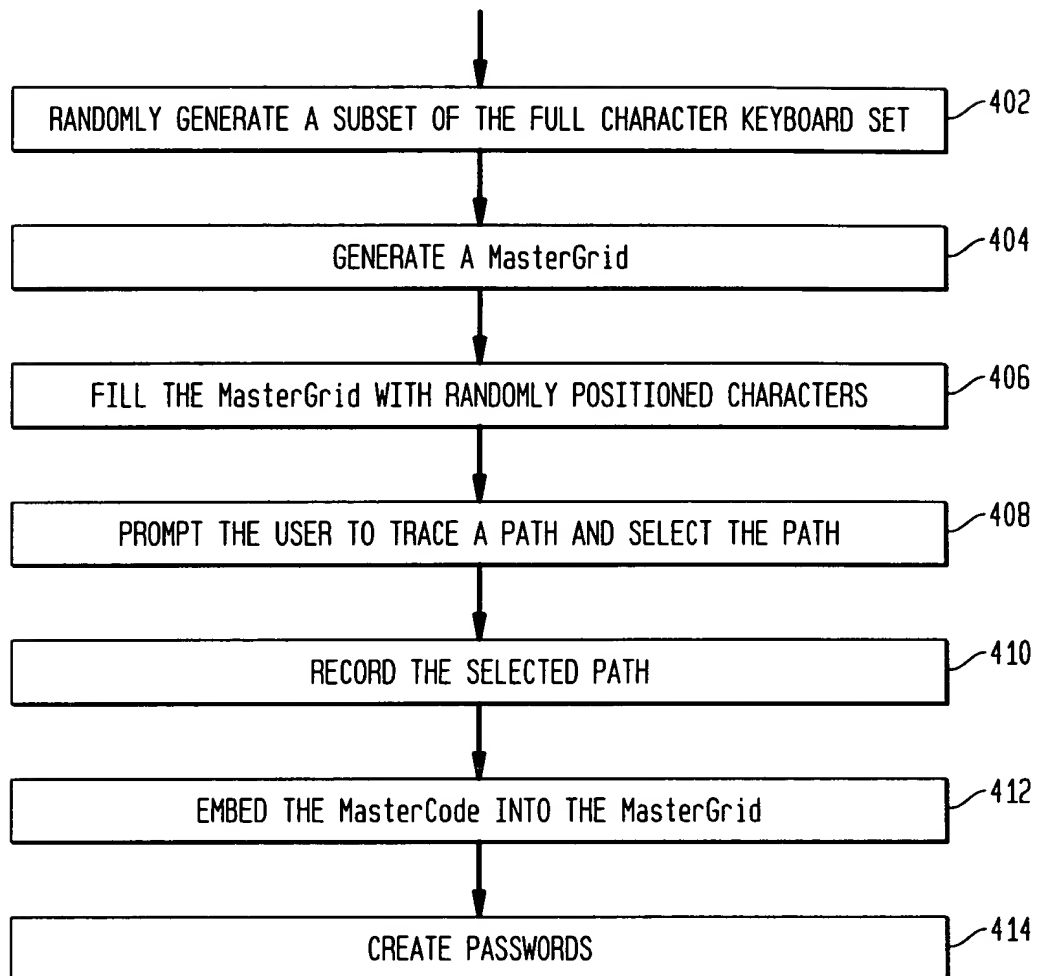 RANDOMLY GENERATE A SUBSET OF THE FULL CHARACTER KEYBOARD SET
402
GENERATE A MasterGrid
404
FILL THE MasterGrid WITH RANDOMLY POSITIONED CHARACTERS
406
PROMPT THE USER TO TRACE A PATH AND SELECT THE PATH
408
RECORD THE SELECTED PATH
410
EMBED THE MasterCode INTO THE MasterGrid
412
CREATE PASSWORDS
414